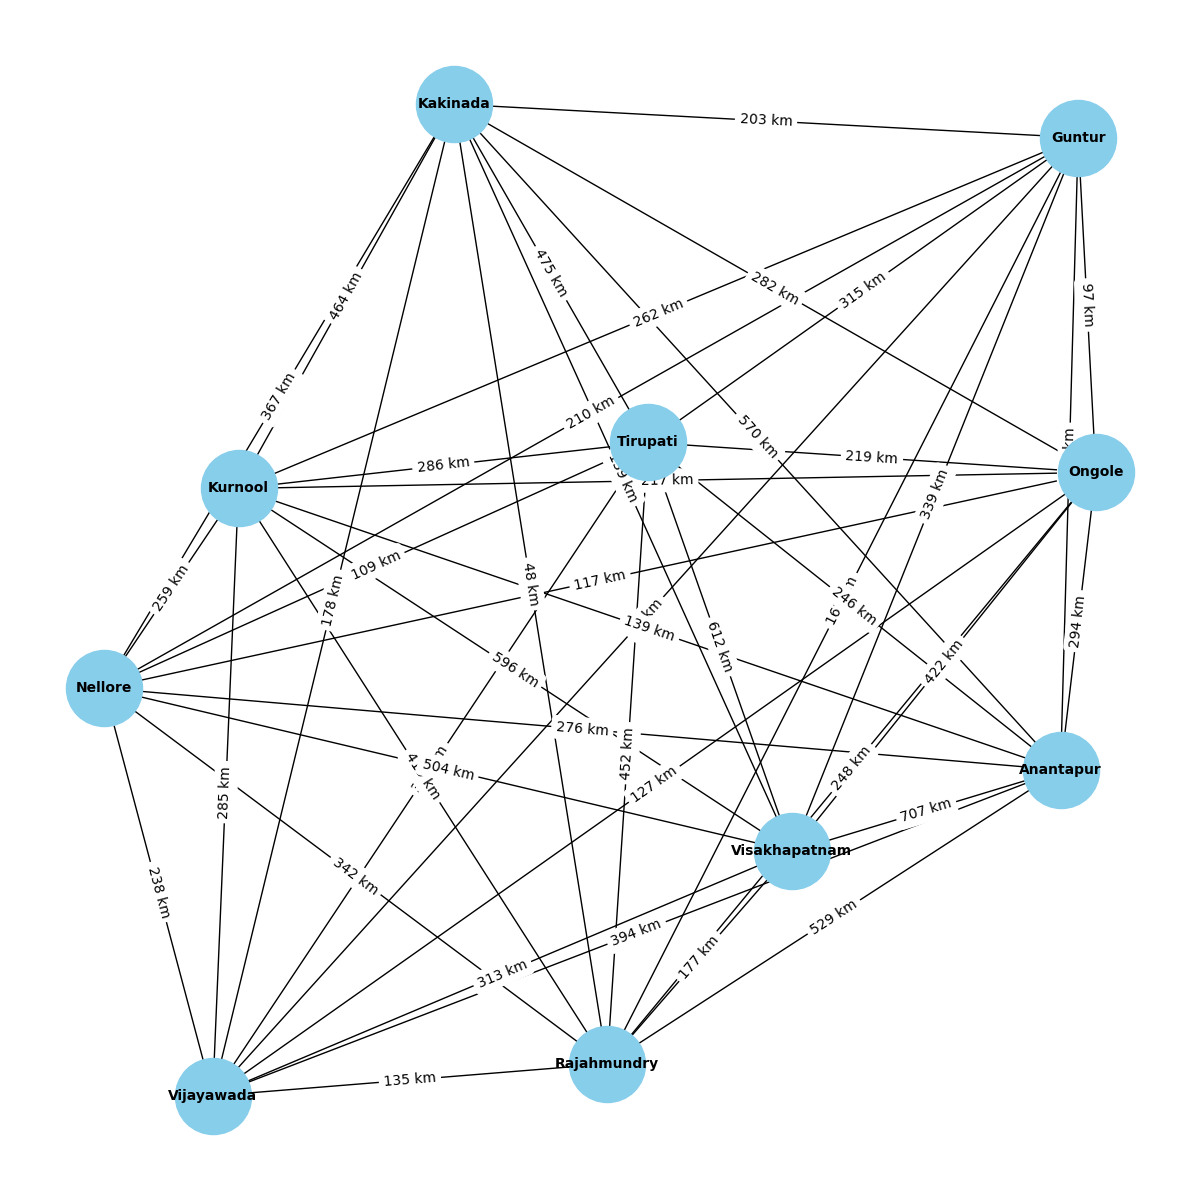 Kakinada
Guntur
203 km
475 km
464 km
282 km
315 km
97 km
262 km
367 km
210 km
570 km
Tirupati
km
286 km
219 km
Ongole
Kurnool
217 km
339 km
109 km
117 km
259 km
48 km
178 km
246 km
139 km
294 km
612 km
422 km
596 km
Nellore
276 km
452 km
504 km
248 km
Anantapur
127 km
285 km
707 km
Visakhapatnam
342 km
238 km
529 km
394 km
177 km
313 km
Rajahmundry
135 km
Vijayawada